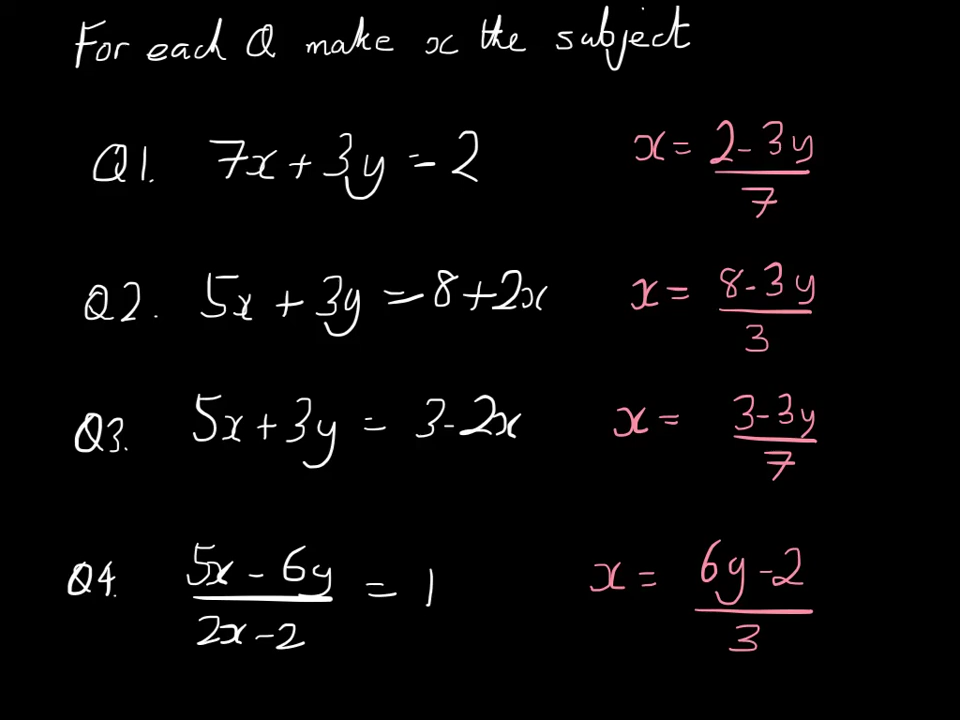 For each Q make x the subject
Q1. 7x + 3y = 2 x = (2 - 3y)/7
Q2. 5x + 3y = 8 + 2x x = (8 - 3y)/3
Q3. 5x + 3y = 3 - 2x x = (3 - 3y)/7
Q4. (5x - 6y)/(2x - 2) = 1 x = (6y - 2)/3